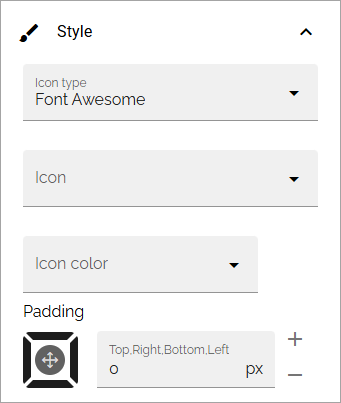 Style
Icon type
Font Awesome
Icon
Icon color
Padding
Top,Right,Bottom,Left
0 px